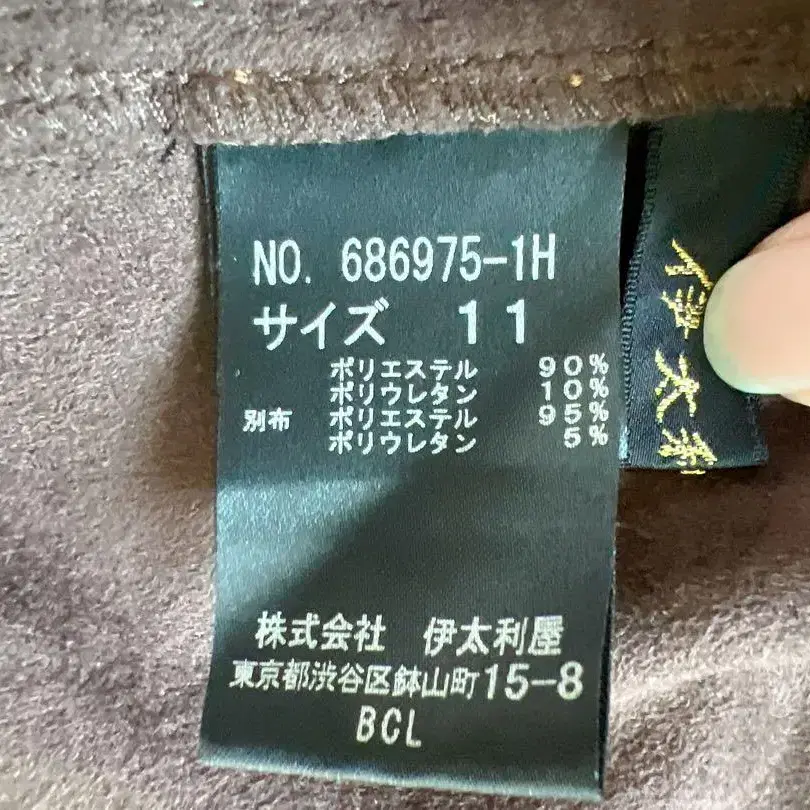 NO. 686975-1H
サイズ 11
ポリエステル 90%
ポリウレタン 10%
別布 ポリエステル 95%
ポリウレタン 5%
株式会社 伊太利屋
東京都渋谷区鉢山町15-8
BCL
伊太利